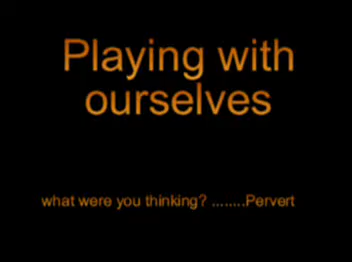 Playing with
ourselves
what were you thinking? ........Pervert